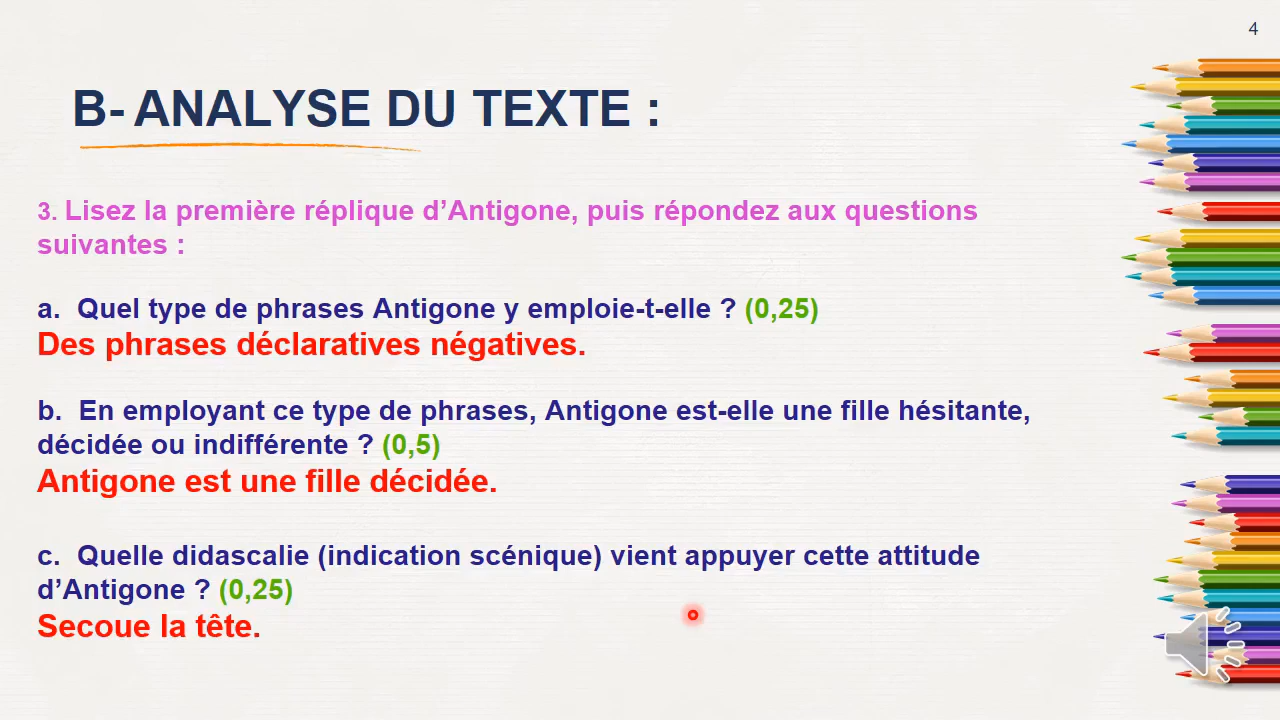 4
B- ANALYSE DU TEXTE :
3. Lisez la première réplique d’Antigone, puis répondez aux questions
suivantes :
a. Quel type de phrases Antigone y emploie-t-elle ? (0,25)
Des phrases déclaratives négatives.
b. En employant ce type de phrases, Antigone est-elle une fille hésitante,
décidée ou indifférente ? (0,5)
Antigone est une fille décidée.
c. Quelle didascalie (indication scénique) vient appuyer cette attitude
d’Antigone ? (0,25)
Secoue la tête.